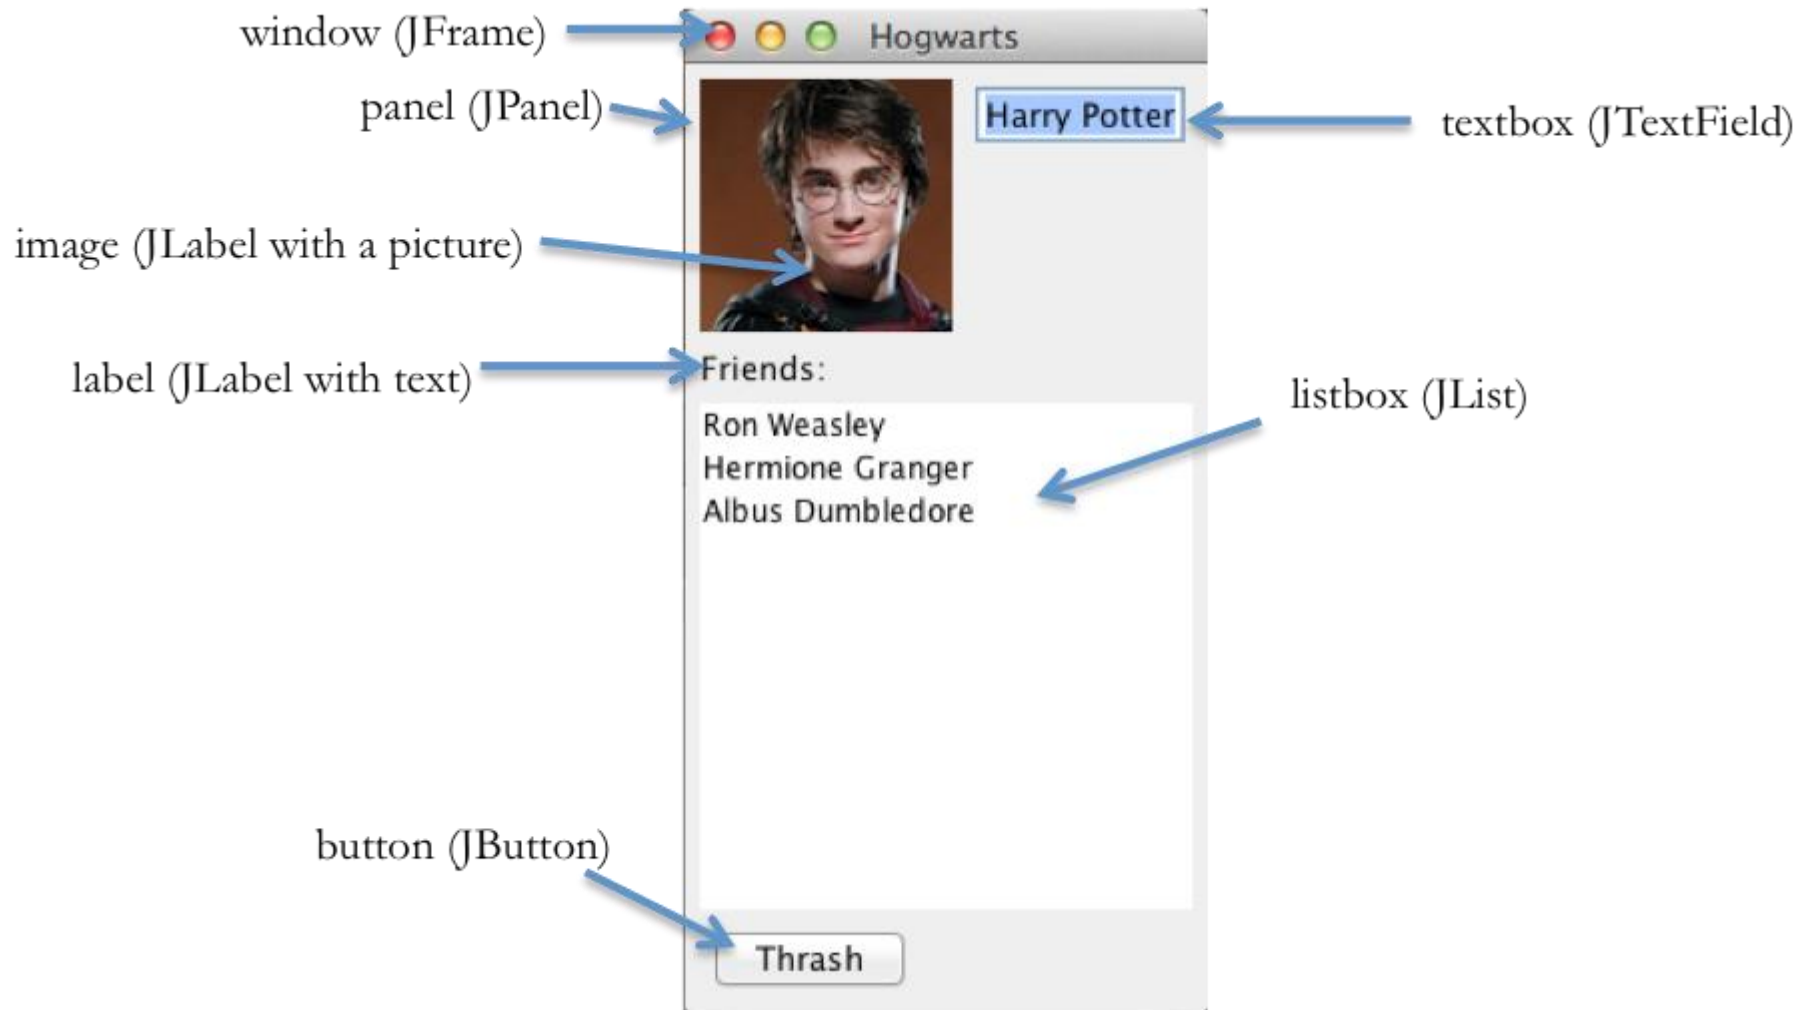 window (JFrame)
Hogwarts
panel (JPanel)
Harry Potter
textbox (JTextField)
image (JLabel with a picture)
label (JLabel with text)
Friends:
listbox (JList)
Ron Weasley
Hermione Granger
Albus Dumbledore
button (JButton)
Thrash